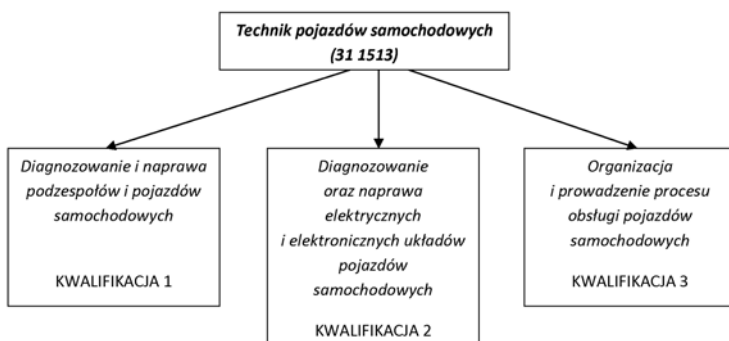 Technik pojazdów samochodowych
(31 1513)
Diagnozowanie i naprawa
podzespołów i pojazdów
samochodowych
KWALIFIKACJA 1
Diagnozowanie
oraz naprawa
elektrycznych
i elektronicznych układów
pojazdów
samochodowych
KWALIFIKACJA 2
Organizacja
i prowadzenie procesu
obsługi pojazdów
samochodowych
KWALIFIKACJA 3